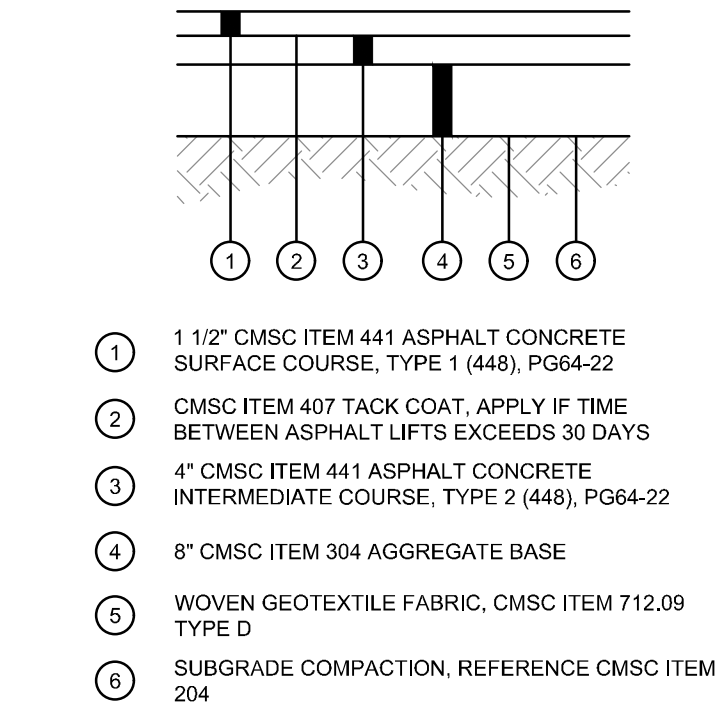 1 2 3 4 5 6
1 1 1/2" CMSC ITEM 441 ASPHALT CONCRETE
SURFACE COURSE, TYPE 1 (448), PG64-22
2 CMSC ITEM 407 TACK COAT, APPLY IF TIME
BETWEEN ASPHALT LIFTS EXCEEDS 30 DAYS
3 4" CMSC ITEM 441 ASPHALT CONCRETE
INTERMEDIATE COURSE, TYPE 2 (448), PG64-22
4 8" CMSC ITEM 304 AGGREGATE BASE
5 WOVEN GEOTEXTILE FABRIC, CMSC ITEM 712.09
TYPE D
6 SUBGRADE COMPACTION, REFERENCE CMSC ITEM
204